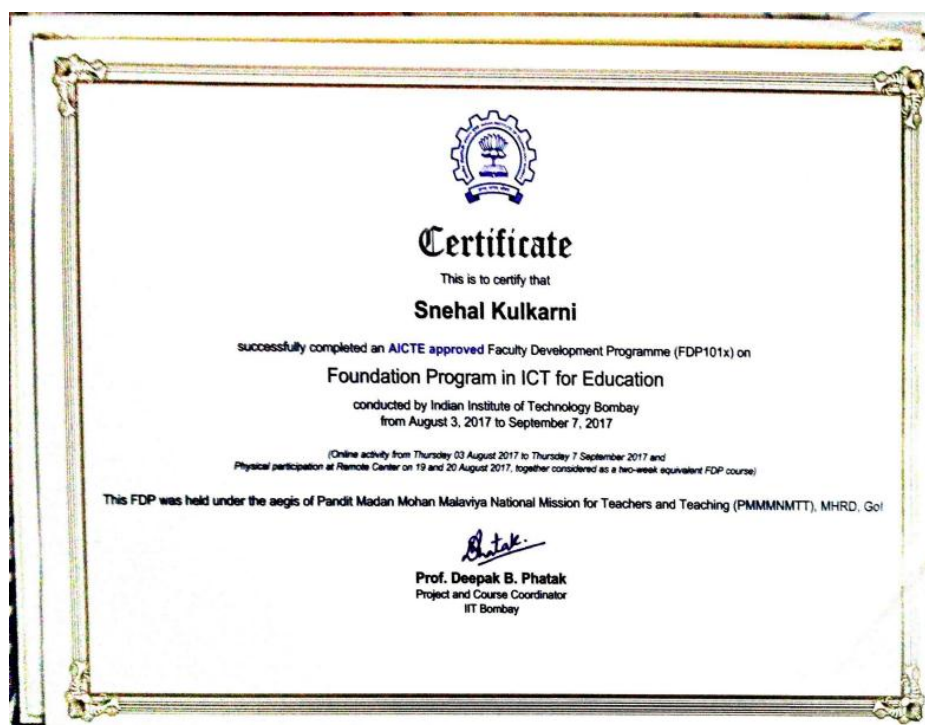 Certificate
This is to certify that
Snehal Kulkarni
successfully completed an AICTE approved Faculty Development Programme (FDP101x) on
Foundation Program in ICT for Education
conducted by Indian Institute of Technology Bombay
from August 3, 2017 to September 7, 2017
(Online activity from Thursday 03 August 2017 to Thursday 7 September 2017 and
Physical participation at Remote Center on 19 and 20 August 2017, together considered as a two-week equivalent FDP course)
This FDP was held under the aegis of Pandit Madan Mohan Malaviya National Mission for Teachers and Teaching (PMMMNMTT), MHRD, GoI
Phatak.
Prof. Deepak B. Phatak
Project and Course Coordinator
IIT Bombay